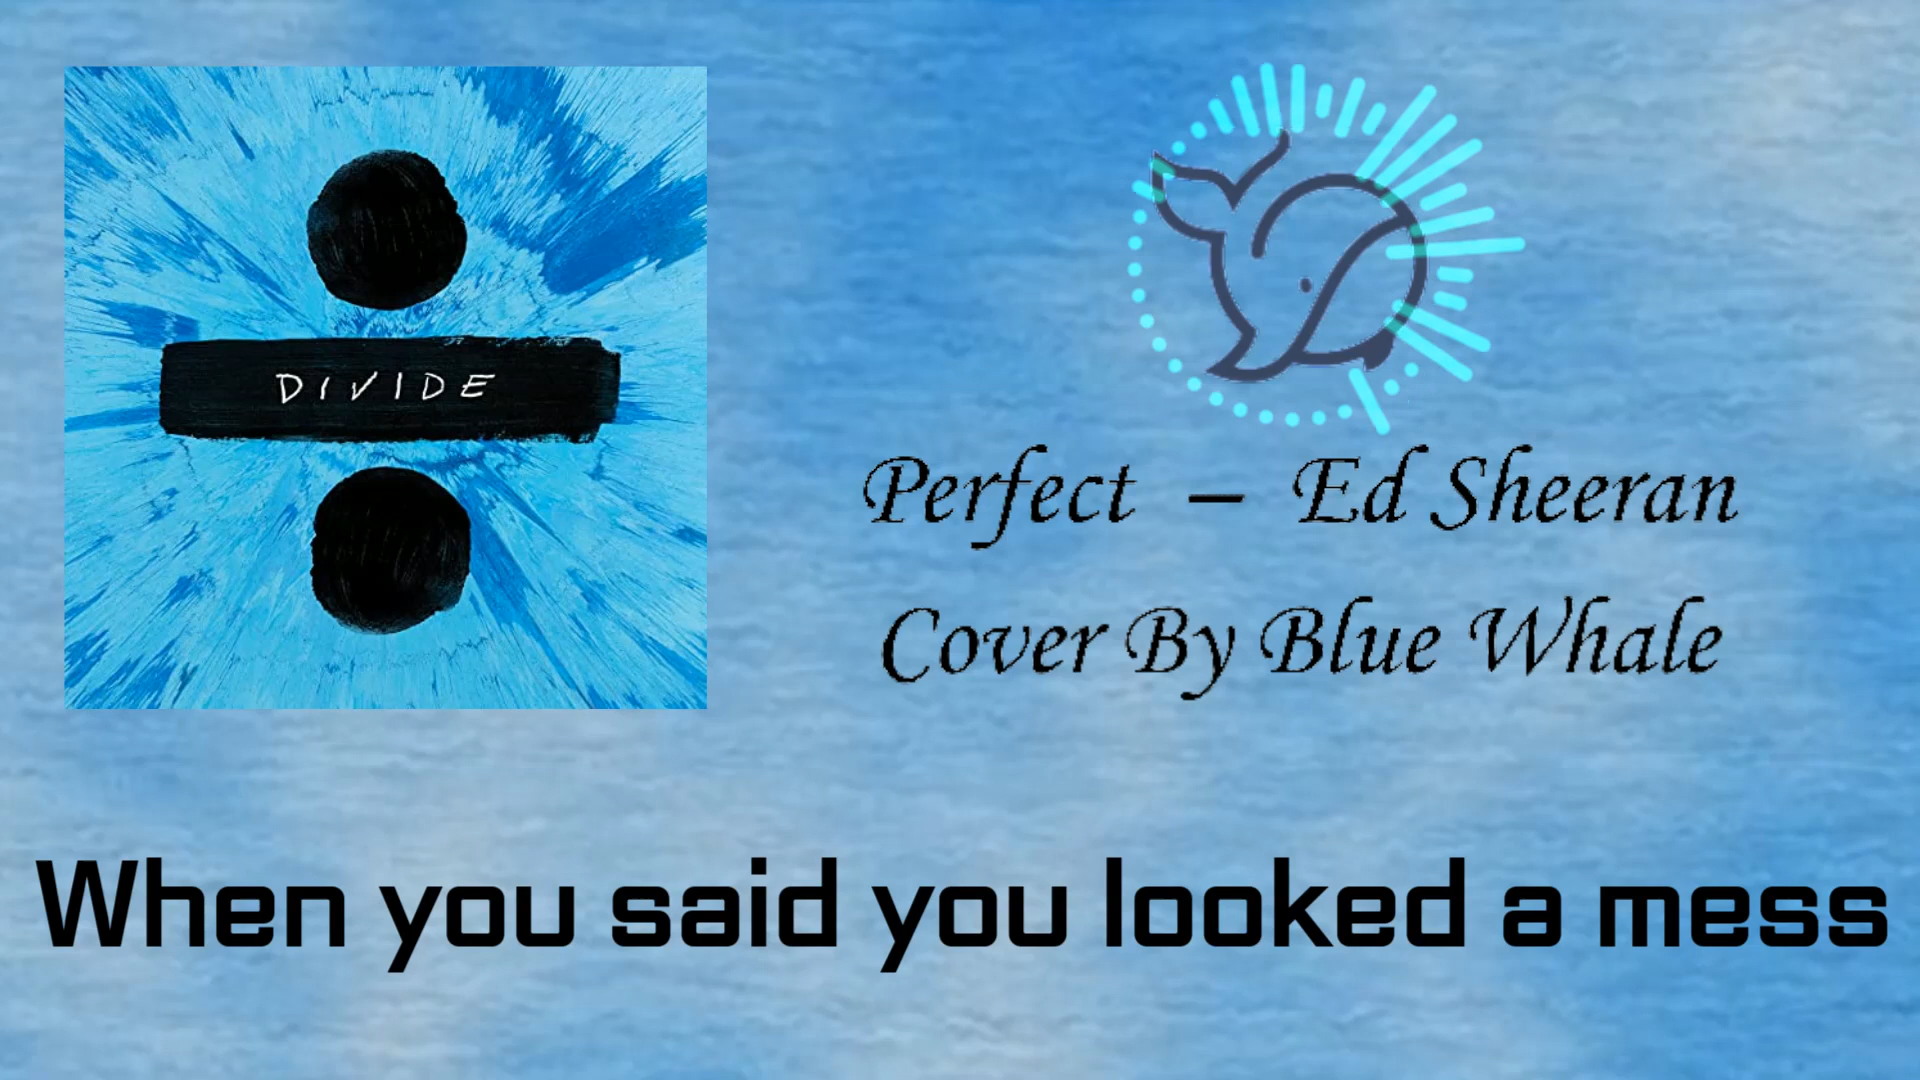 DIVIDE
Perfect – Ed Sheeran
Cover By Blue Whale
When you said you looked a mess